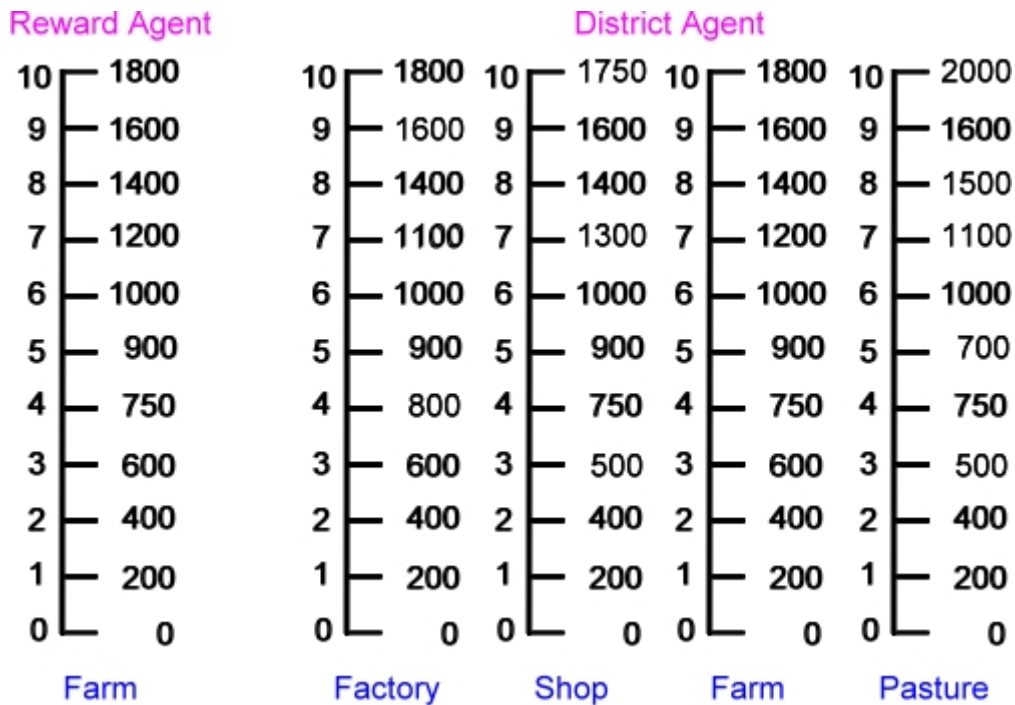 Reward Agent District Agent
10 1800 10 1800 10 1750 10 1800 10 2000
9 1600 9 1600 9 1600 9 1600 9 1600
8 1400 8 1400 8 1400 8 1400 8 1500
7 1200 7 1100 7 1300 7 1200 7 1100
6 1000 6 1000 6 1000 6 1000 6 1000
5 900 5 900 5 900 5 900 5 700
4 750 4 800 4 750 4 750 4 750
3 600 3 600 3 500 3 600 3 500
2 400 2 400 2 400 2 400 2 400
1 200 1 200 1 200 1 200 1 200
0 0 0 0 0 0 0 0 0 0
Farm Factory Shop Farm Pasture